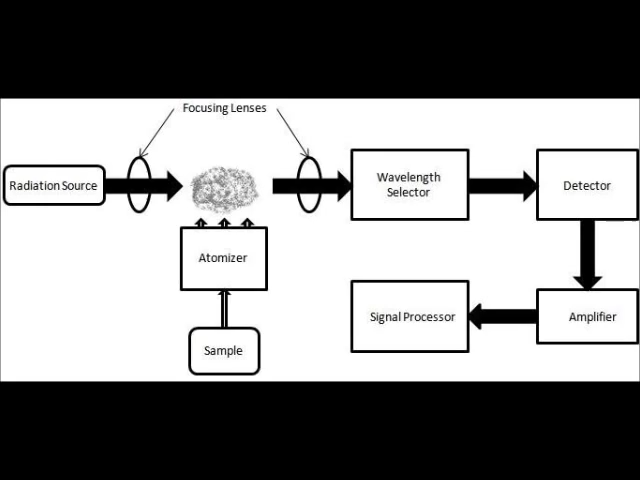 Focusing Lenses
Radiation Source
Wavelength
Selector
Detector
Atomizer
Signal Processor
Amplifier
Sample